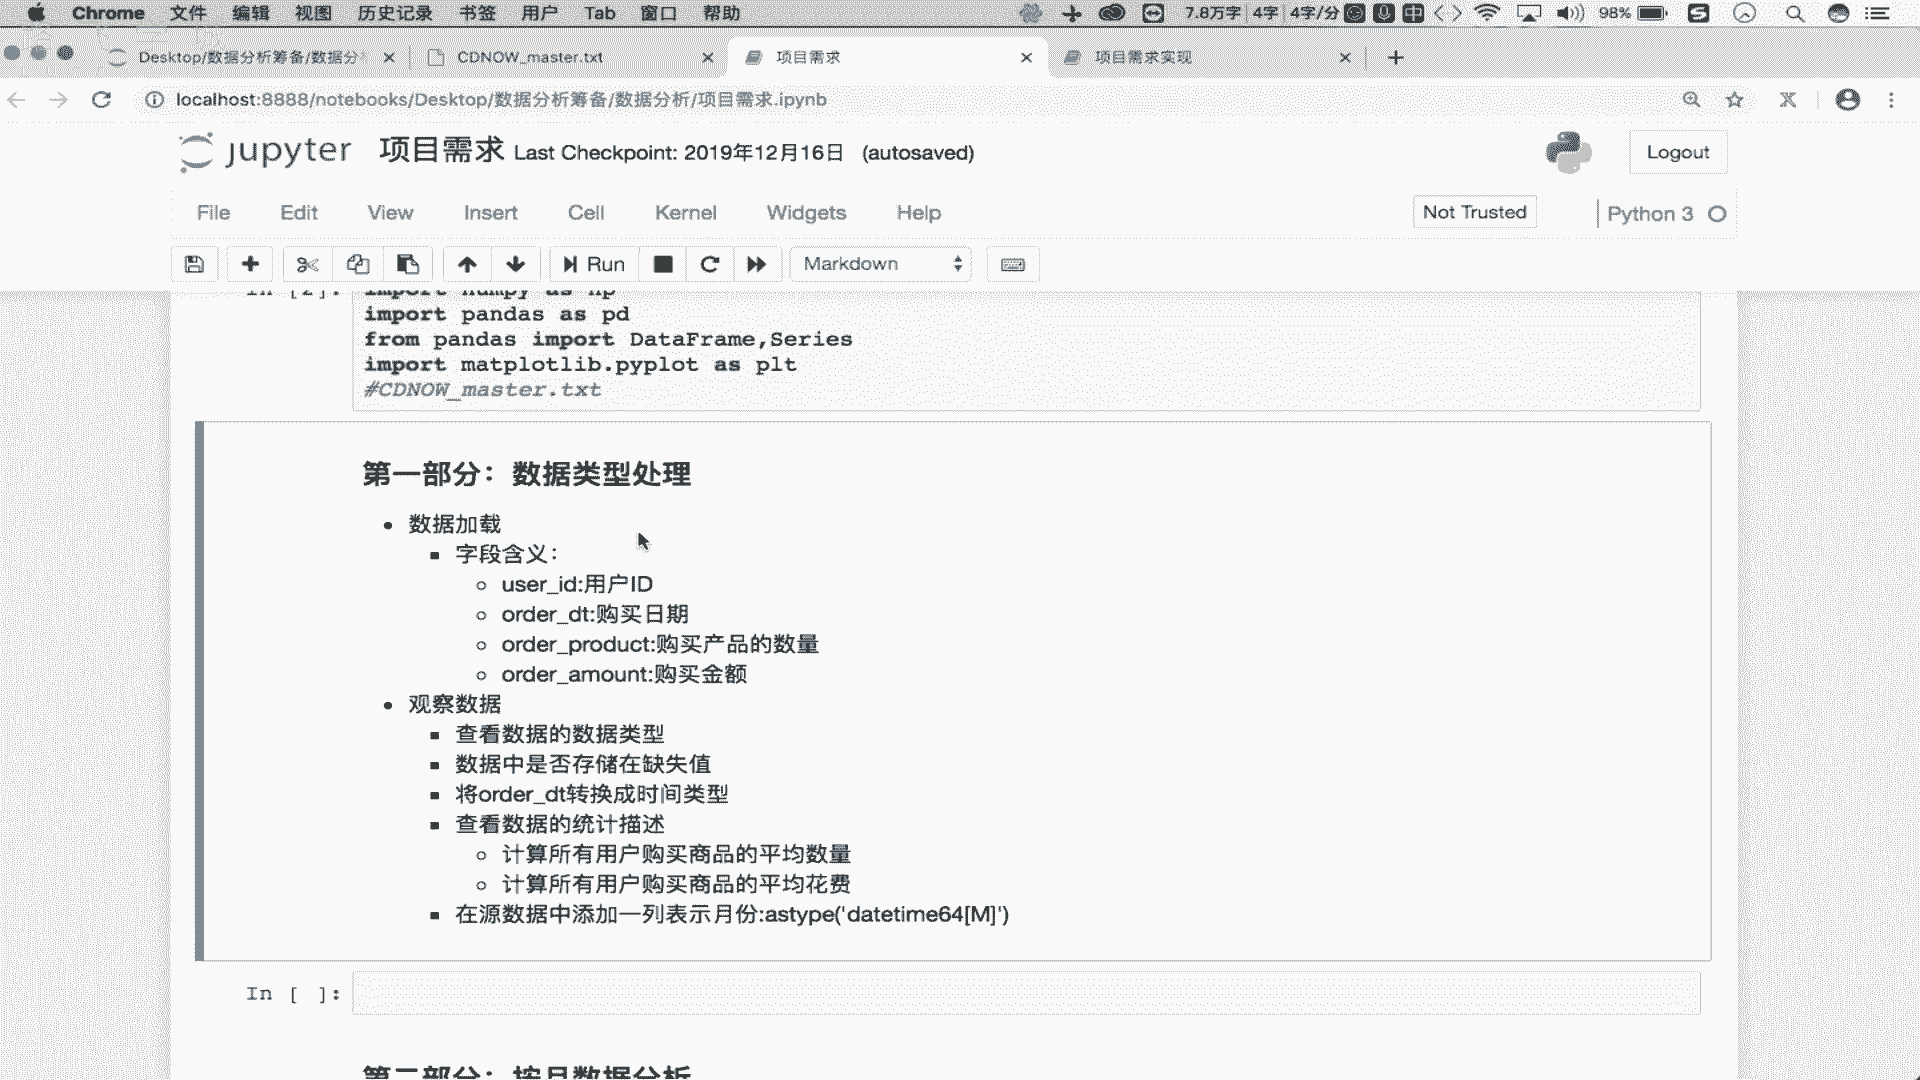 Chrome 文件 编辑 视图 历史记录 书签 用户 Tab 窗口 帮助 7.8万字 4字 4字/分 中 98%
Desktop/数据分析筹备/数据分 CDNOW_master.txt 项目需求 项目需求实现
localhost:8888/notebooks/Desktop/数据分析筹备/数据分析/项目需求.ipynb
jupyter 项目需求 Last Checkpoint: 2019年12月16日 (autosaved) Logout
File Edit View Insert Cell Kernel Widgets Help Not Trusted Python 3
Run Markdown
In [2]: import numpy as np
import pandas as pd
from pandas import DataFrame,Series
import matplotlib.pyplot as plt
#CDNOW_master.txt
第一部分：数据类型处理
数据加载
字段含义：
user_id:用户ID
order_dt:购买日期
order_product:购买产品的数量
order_amount:购买金额
观察数据
查看数据的数据类型
数据中是否存储在缺失值
将order_dt转换成时间类型
查看数据的统计描述
计算所有用户购买商品的平均数量
计算所有用户购买商品的平均花费
在源数据中添加一列表示月份:astype('datetime64[M]')
In [ ]:
第二部分：按月数据分析